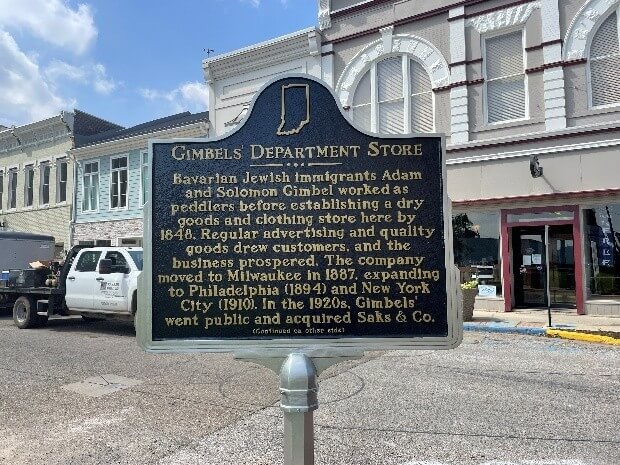 GIMBELS' DEPARTMENT STORE
Bavarian Jewish immigrants Adam
and Solomon Gimbel worked as
peddlers before establishing a dry
goods and clothing store here by
1848. Regular advertising and quality
goods drew customers, and the
business prospered. The company
moved to Milwaukee in 1887, expanding
to Philadelphia (1894) and New York
City (1910). In the 1920s, Gimbels'
went public and acquired Saks & Co.
(Continued on other side)